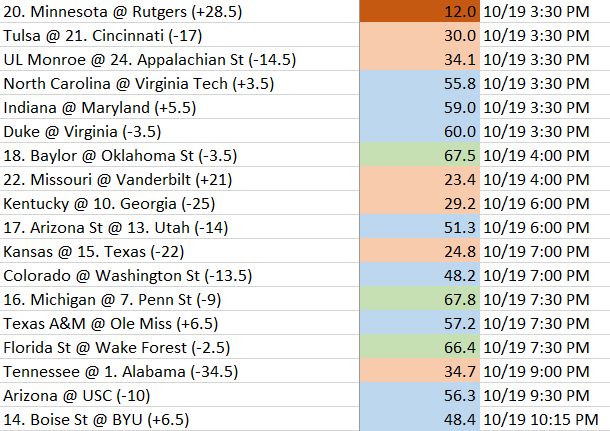 20. Minnesota @ Rutgers (+28.5) 12.0 10/19 3:30 PM
Tulsa @ 21. Cincinnati (-17) 30.0 10/19 3:30 PM
UL Monroe @ 24. Appalachian St (-14.5) 34.1 10/19 3:30 PM
North Carolina @ Virginia Tech (+3.5) 55.8 10/19 3:30 PM
Indiana @ Maryland (+5.5) 59.0 10/19 3:30 PM
Duke @ Virginia (-3.5) 60.0 10/19 3:30 PM
18. Baylor @ Oklahoma St (-3.5) 67.5 10/19 4:00 PM
22. Missouri @ Vanderbilt (+21) 23.4 10/19 4:00 PM
Kentucky @ 10. Georgia (-25) 29.2 10/19 6:00 PM
17. Arizona St @ 13. Utah (-14) 51.3 10/19 6:00 PM
Kansas @ 15. Texas (-22) 24.8 10/19 7:00 PM
Colorado @ Washington St (-13.5) 48.2 10/19 7:00 PM
16. Michigan @ 7. Penn St (-9) 67.8 10/19 7:30 PM
Texas A&M @ Ole Miss (+6.5) 57.2 10/19 7:30 PM
Florida St @ Wake Forest (-2.5) 66.4 10/19 7:30 PM
Tennessee @ 1. Alabama (-34.5) 34.7 10/19 9:00 PM
Arizona @ USC (-10) 56.3 10/19 9:30 PM
14. Boise St @ BYU (+6.5) 48.4 10/19 10:15 PM